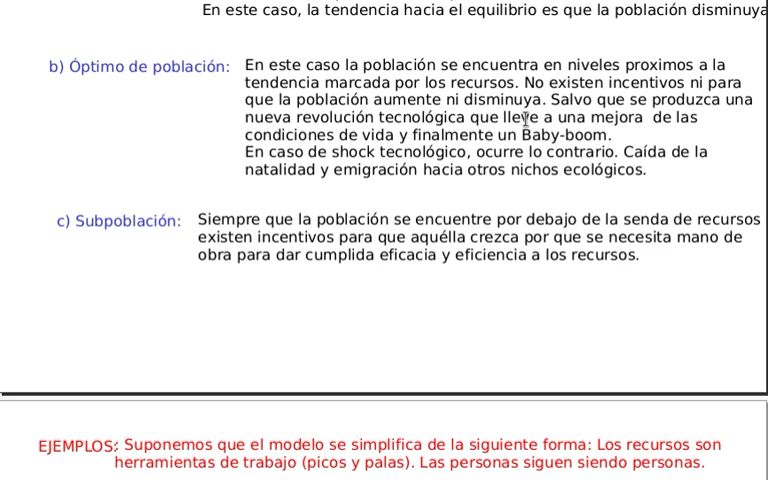 En este caso, la tendencia hacia el equilibrio es que la población disminuya
b) Óptimo de población: En este caso la población se encuentra en niveles proximos a la
tendencia marcada por los recursos. No existen incentivos ni para
que la población aumente ni disminuya. Salvo que se produzca una
nueva revolución tecnológica que lleve a una mejora de las
condiciones de vida y finalmente un Baby-boom.
En caso de shock tecnológico, ocurre lo contrario. Caída de la
natalidad y emigración hacia otros nichos ecológicos.
c) Subpoblación: Siempre que la población se encuentre por debajo de la senda de recursos
existen incentivos para que aquélla crezca por que se necesita mano de
obra para dar cumplida eficacia y eficiencia a los recursos.
EJEMPLOS: Suponemos que el modelo se simplifica de la siguiente forma: Los recursos son
herramientas de trabajo (picos y palas). Las personas siguen siendo personas.